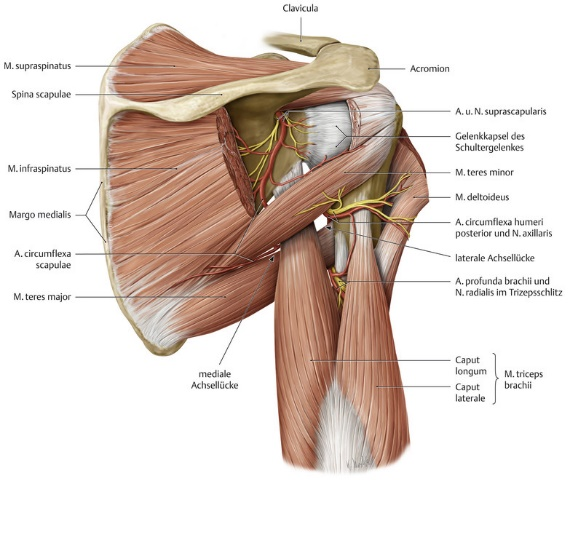 Clavicula
M. supraspinatus
Spina scapulae
M. infraspinatus
Margo medialis
A. circumflexa
scapulae
M. teres major
mediale
Achsellücke
Acromion
A. u. N. suprascapularis
Gelenkkapsel des
Schultergelenkes
M. teres minor
M. deltoideus
A. circumflexa humeri
posterior und N. axillaris
laterale Achsellücke
A. profunda brachii und
N. radialis im Trizepsschlitz
Caput
longum
Caput
laterale
M. triceps
brachii